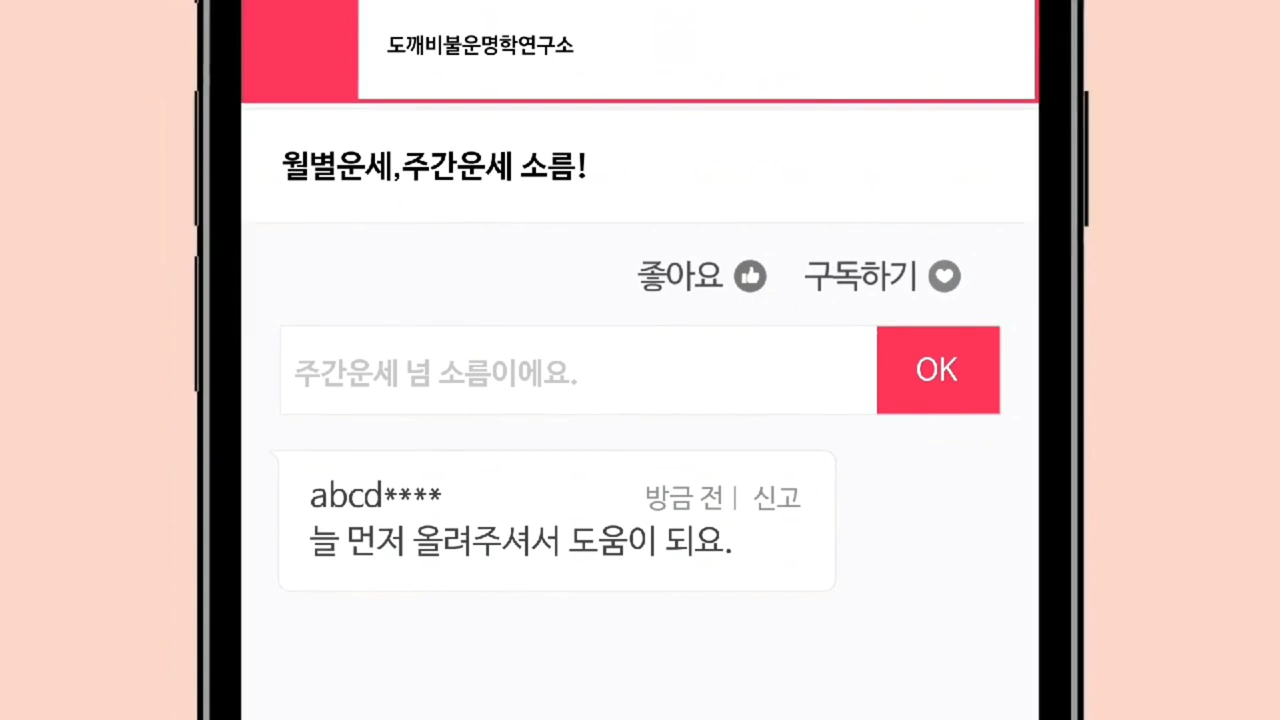 도깨비불운명학연구소
월별운세,주간운세 소름!
좋아요 구독하기
주간운세 넘 소름이에요. OK
abcd**** 방금 전 | 신고
늘 먼저 올려주셔서 도움이 되요.